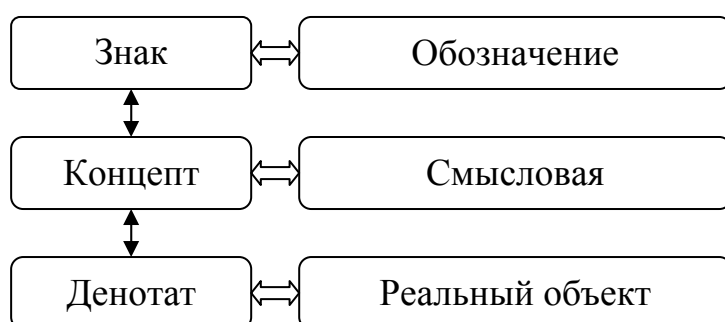 Знак
Обозначение
Концепт
Смысловая
Денотат
Реальный объект